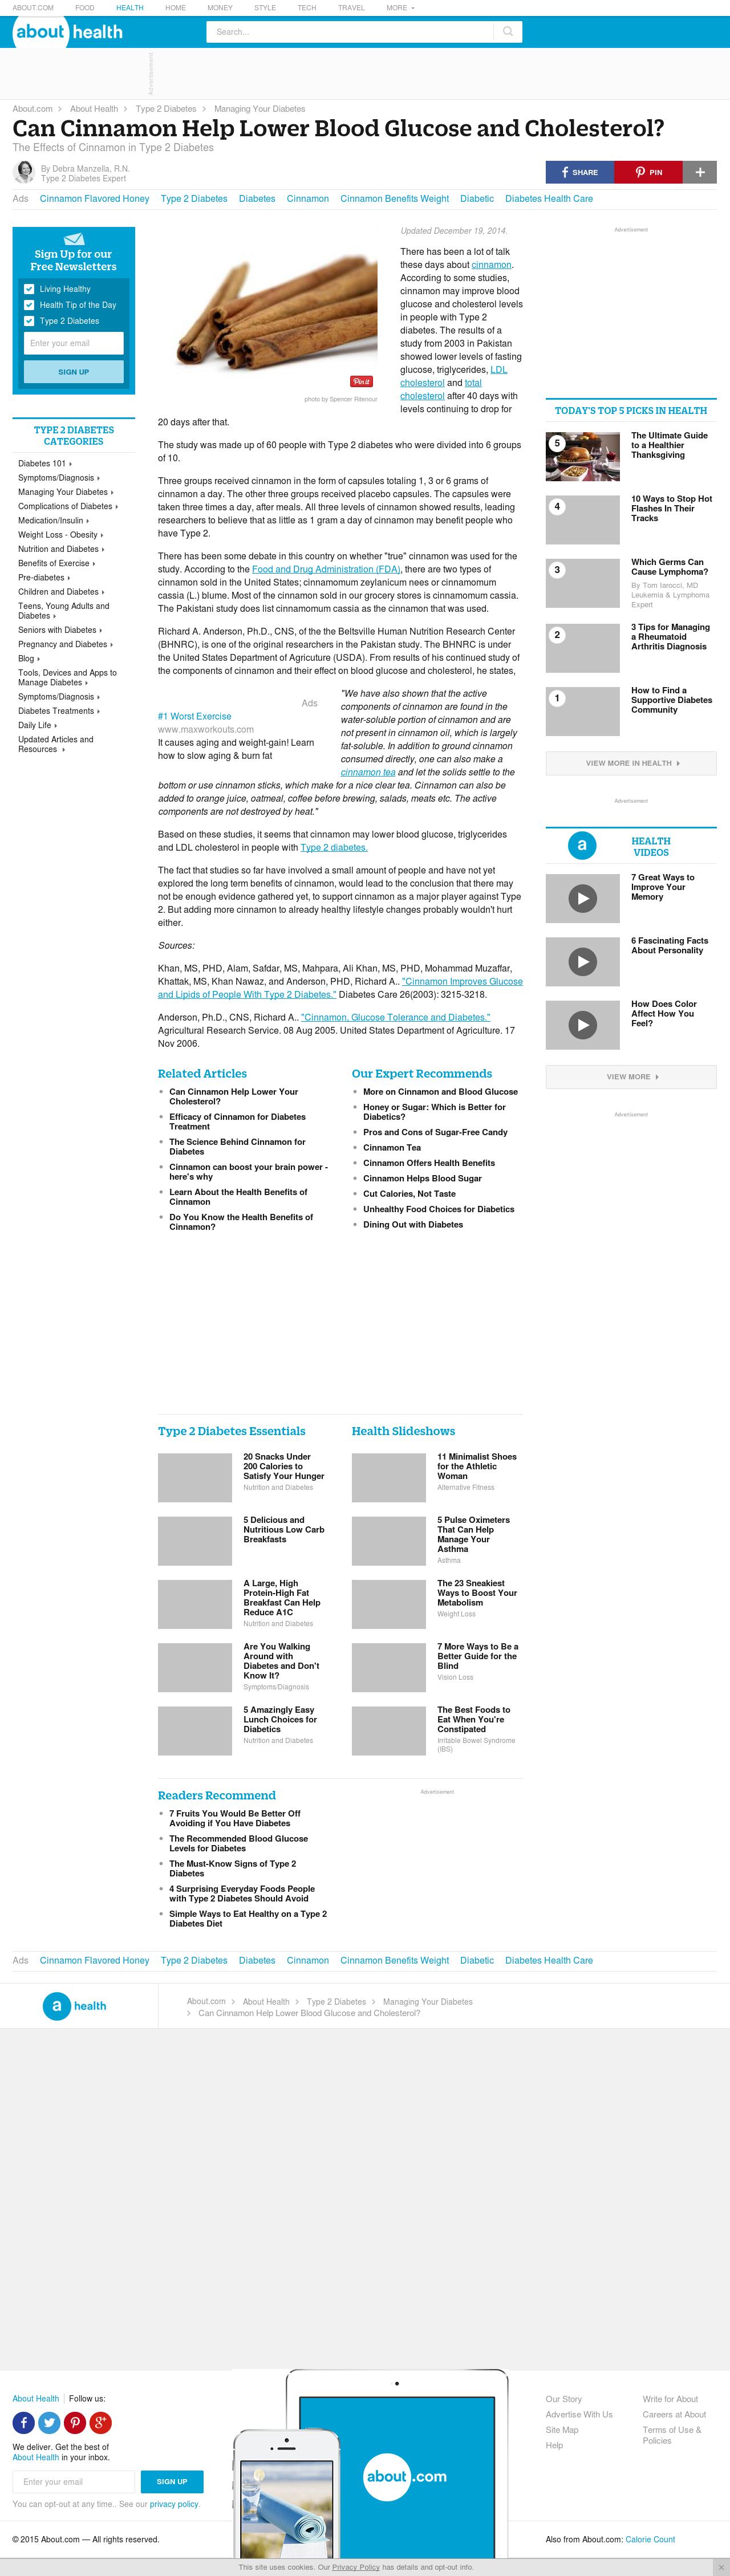 ABOUT.COM FOOD HEALTH HOME MONEY STYLE TECH TRAVEL MORE
about health
Search...
Advertisement
About.com > About Health > Type 2 Diabetes > Managing Your Diabetes
Can Cinnamon Help Lower Blood Glucose and Cholesterol?
The Effects of Cinnamon in Type 2 Diabetes
By Debra Manzella, R.N.
Type 2 Diabetes Expert
SHARE PIN
Ads Cinnamon Flavored Honey Type 2 Diabetes Diabetes Cinnamon Cinnamon Benefits Weight Diabetic Diabetes Health Care
Sign Up for our
Free Newsletters
Living Healthy
Health Tip of the Day
Type 2 Diabetes
Enter your email
SIGN UP
TYPE 2 DIABETES
CATEGORIES
Diabetes 101
Symptoms/Diagnosis
Managing Your Diabetes
Complications of Diabetes
Medication/Insulin
Weight Loss - Obesity
Nutrition and Diabetes
Benefits of Exercise
Pre-diabetes
Children and Diabetes
Teens, Young Adults and
Diabetes
Seniors with Diabetes
Pregnancy and Diabetes
Blog
Tools, Devices and Apps to
Manage Diabetes
Symptoms/Diagnosis
Diabetes Treatments
Daily Life
Updated Articles and
Resources
Pin it
photo by Spencer Ritenour
Updated December 19, 2014.
There has been a lot of talk
these days about cinnamon.
According to some studies,
cinnamon may improve blood
glucose and cholesterol levels
in people with Type 2
diabetes. The results of a
study from 2003 in Pakistan
showed lower levels of fasting
glucose, triglycerides, LDL
cholesterol and total
cholesterol after 40 days with
levels continuing to drop for
20 days after that.
The study was made up of 60 people with Type 2 diabetes who were divided into 6 groups
of 10.
Three groups received cinnamon in the form of capsules totaling 1, 3 or 6 grams of
cinnamon a day. The other three groups received placebo capsules. The capsules were
taken three times a day, after meals. All three levels of cinnamon showed results, leading
researchers to believe that as little as 1 gram a day of cinnamon may benefit people who
have Type 2.
There has been some debate in this country on whether "true" cinnamon was used for the
study. According to the Food and Drug Administration (FDA), there are two types of
cinnamon sold in the United States; cinnamomum zeylanicum nees or cinnamomum
cassia (L.) blume. Most of the cinnamon sold in our grocery stores is cinnamomum cassia.
The Pakistani study does list cinnamomum cassia as the cinnamon that was used.
Richard A. Anderson, Ph.D., CNS, of the the Beltsville Human Nutrition Research Center
(BHNRC), is one of the original researchers involved in the Pakistan study. The BHNRC is under
the United States Department of Agricuture (USDA). From results of his continued study of
the components of cinnamon and their effects on blood glucose and cholesterol, he states,
Ads
#1 Worst Exercise
www.maxworkouts.com
It causes aging and weight-gain! Learn
how to slow aging & burn fat
"We have also shown that the active
components of cinnamon are found in the
water-soluble portion of cinnamon and are
not present in cinnamon oil, which is largely
fat-soluble. In addition to ground cinnamon
consumed directly, one can also make a
cinnamon tea and let the solids settle to the
bottom or use cinnamon sticks, which make for a nice clear tea. Cinnamon can also be
added to orange juice, oatmeal, coffee before brewing, salads, meats etc. The active
components are not destroyed by heat."
Based on these studies, it seems that cinnamon may lower blood glucose, triglycerides
and LDL cholesterol in people with Type 2 diabetes.
The fact that studies so far have involved a small amount of people and have not yet
explored the long term benefits of cinnamon, would lead to the conclusion that there may
not be enough evidence gathered yet, to support cinnamon as a major player against Type
2. But adding more cinnamon to already healthy lifestyle changes probably wouldn't hurt
either.
Sources:
Khan, MS, PHD, Alam, Safdar, MS, Mahpara, Ali Khan, MS, PHD, Mohammad Muzaffar,
Khattak, MS, Khan Nawaz, and Anderson, PHD, Richard A.. "Cinnamon Improves Glucose
and Lipids of People With Type 2 Diabetes." Diabetes Care 26(2003): 3215-3218.
Anderson, Ph.D., CNS, Richard A.. "Cinnamon, Glucose Tolerance and Diabetes."
Agricultural Research Service. 08 Aug 2005. United States Department of Agriculture. 17
Nov 2006.
Related Articles
Can Cinnamon Help Lower Your
Cholesterol?
Efficacy of Cinnamon for Diabetes
Treatment
The Science Behind Cinnamon for
Diabetes
Cinnamon can boost your brain power -
here's why
Learn About the Health Benefits of
Cinnamon
Do You Know the Health Benefits of
Cinnamon?
Our Expert Recommends
More on Cinnamon and Blood Glucose
Honey or Sugar: Which is Better for
Diabetics?
Pros and Cons of Sugar-Free Candy
Cinnamon Tea
Cinnamon Offers Health Benefits
Cinnamon Helps Blood Sugar
Cut Calories, Not Taste
Unhealthy Food Choices for Diabetics
Dining Out with Diabetes
Advertisement
TODAY'S TOP 5 PICKS IN HEALTH
5
The Ultimate Guide
to a Healthier
Thanksgiving
4
10 Ways to Stop Hot
Flashes In Their
Tracks
3
Which Germs Can
Cause Lymphoma?
By Tom Iarocci, MD
Leukemia & Lymphoma
Expert
2
3 Tips for Managing
a Rheumatoid
Arthritis Diagnosis
1
How to Find a
Supportive Diabetes
Community
VIEW MORE IN HEALTH
Advertisement
a
HEALTH
VIDEOS
7 Great Ways to
Improve Your
Memory
6 Fascinating Facts
About Personality
How Does Color
Affect How You
Feel?
VIEW MORE
Advertisement
Type 2 Diabetes Essentials
20 Snacks Under
200 Calories to
Satisfy Your Hunger
Nutrition and Diabetes
5 Delicious and
Nutritious Low Carb
Breakfasts
A Large, High
Protein-High Fat
Breakfast Can Help
Reduce A1C
Nutrition and Diabetes
Are You Walking
Around with
Diabetes and Don't
Know It?
Symptoms/Diagnosis
5 Amazingly Easy
Lunch Choices for
Diabetics
Nutrition and Diabetes
Health Slideshows
11 Minimalist Shoes
for the Athletic
Woman
Alternative Fitness
5 Pulse Oximeters
That Can Help
Manage Your
Asthma
Asthma
The 23 Sneakiest
Ways to Boost Your
Metabolism
Weight Loss
7 More Ways to Be a
Better Guide for the
Blind
Vision Loss
The Best Foods to
Eat When You're
Constipated
Irritable Bowel Syndrome
(IBS)
Readers Recommend
7 Fruits You Would Be Better Off
Avoiding if You Have Diabetes
The Recommended Blood Glucose
Levels for Diabetes
The Must-Know Signs of Type 2
Diabetes
4 Surprising Everyday Foods People
with Type 2 Diabetes Should Avoid
Simple Ways to Eat Healthy on a Type 2
Diabetes Diet
Advertisement
Ads Cinnamon Flavored Honey Type 2 Diabetes Diabetes Cinnamon Cinnamon Benefits Weight Diabetic Diabetes Health Care
a health
About.com > About Health > Type 2 Diabetes > Managing Your Diabetes
> Can Cinnamon Help Lower Blood Glucose and Cholesterol?
About Health Follow us:
We deliver. Get the best of
About Health in your inbox.
Enter your email
SIGN UP
You can opt-out at any time.. See our privacy policy.
about.com
Our Story
Advertise With Us
Site Map
Help
Write for About
Careers at About
Terms of Use &
Policies
© 2015 About.com — All rights reserved.
Also from About.com: Calorie Count
This site uses cookies. Our Privacy Policy has details and opt-out info.